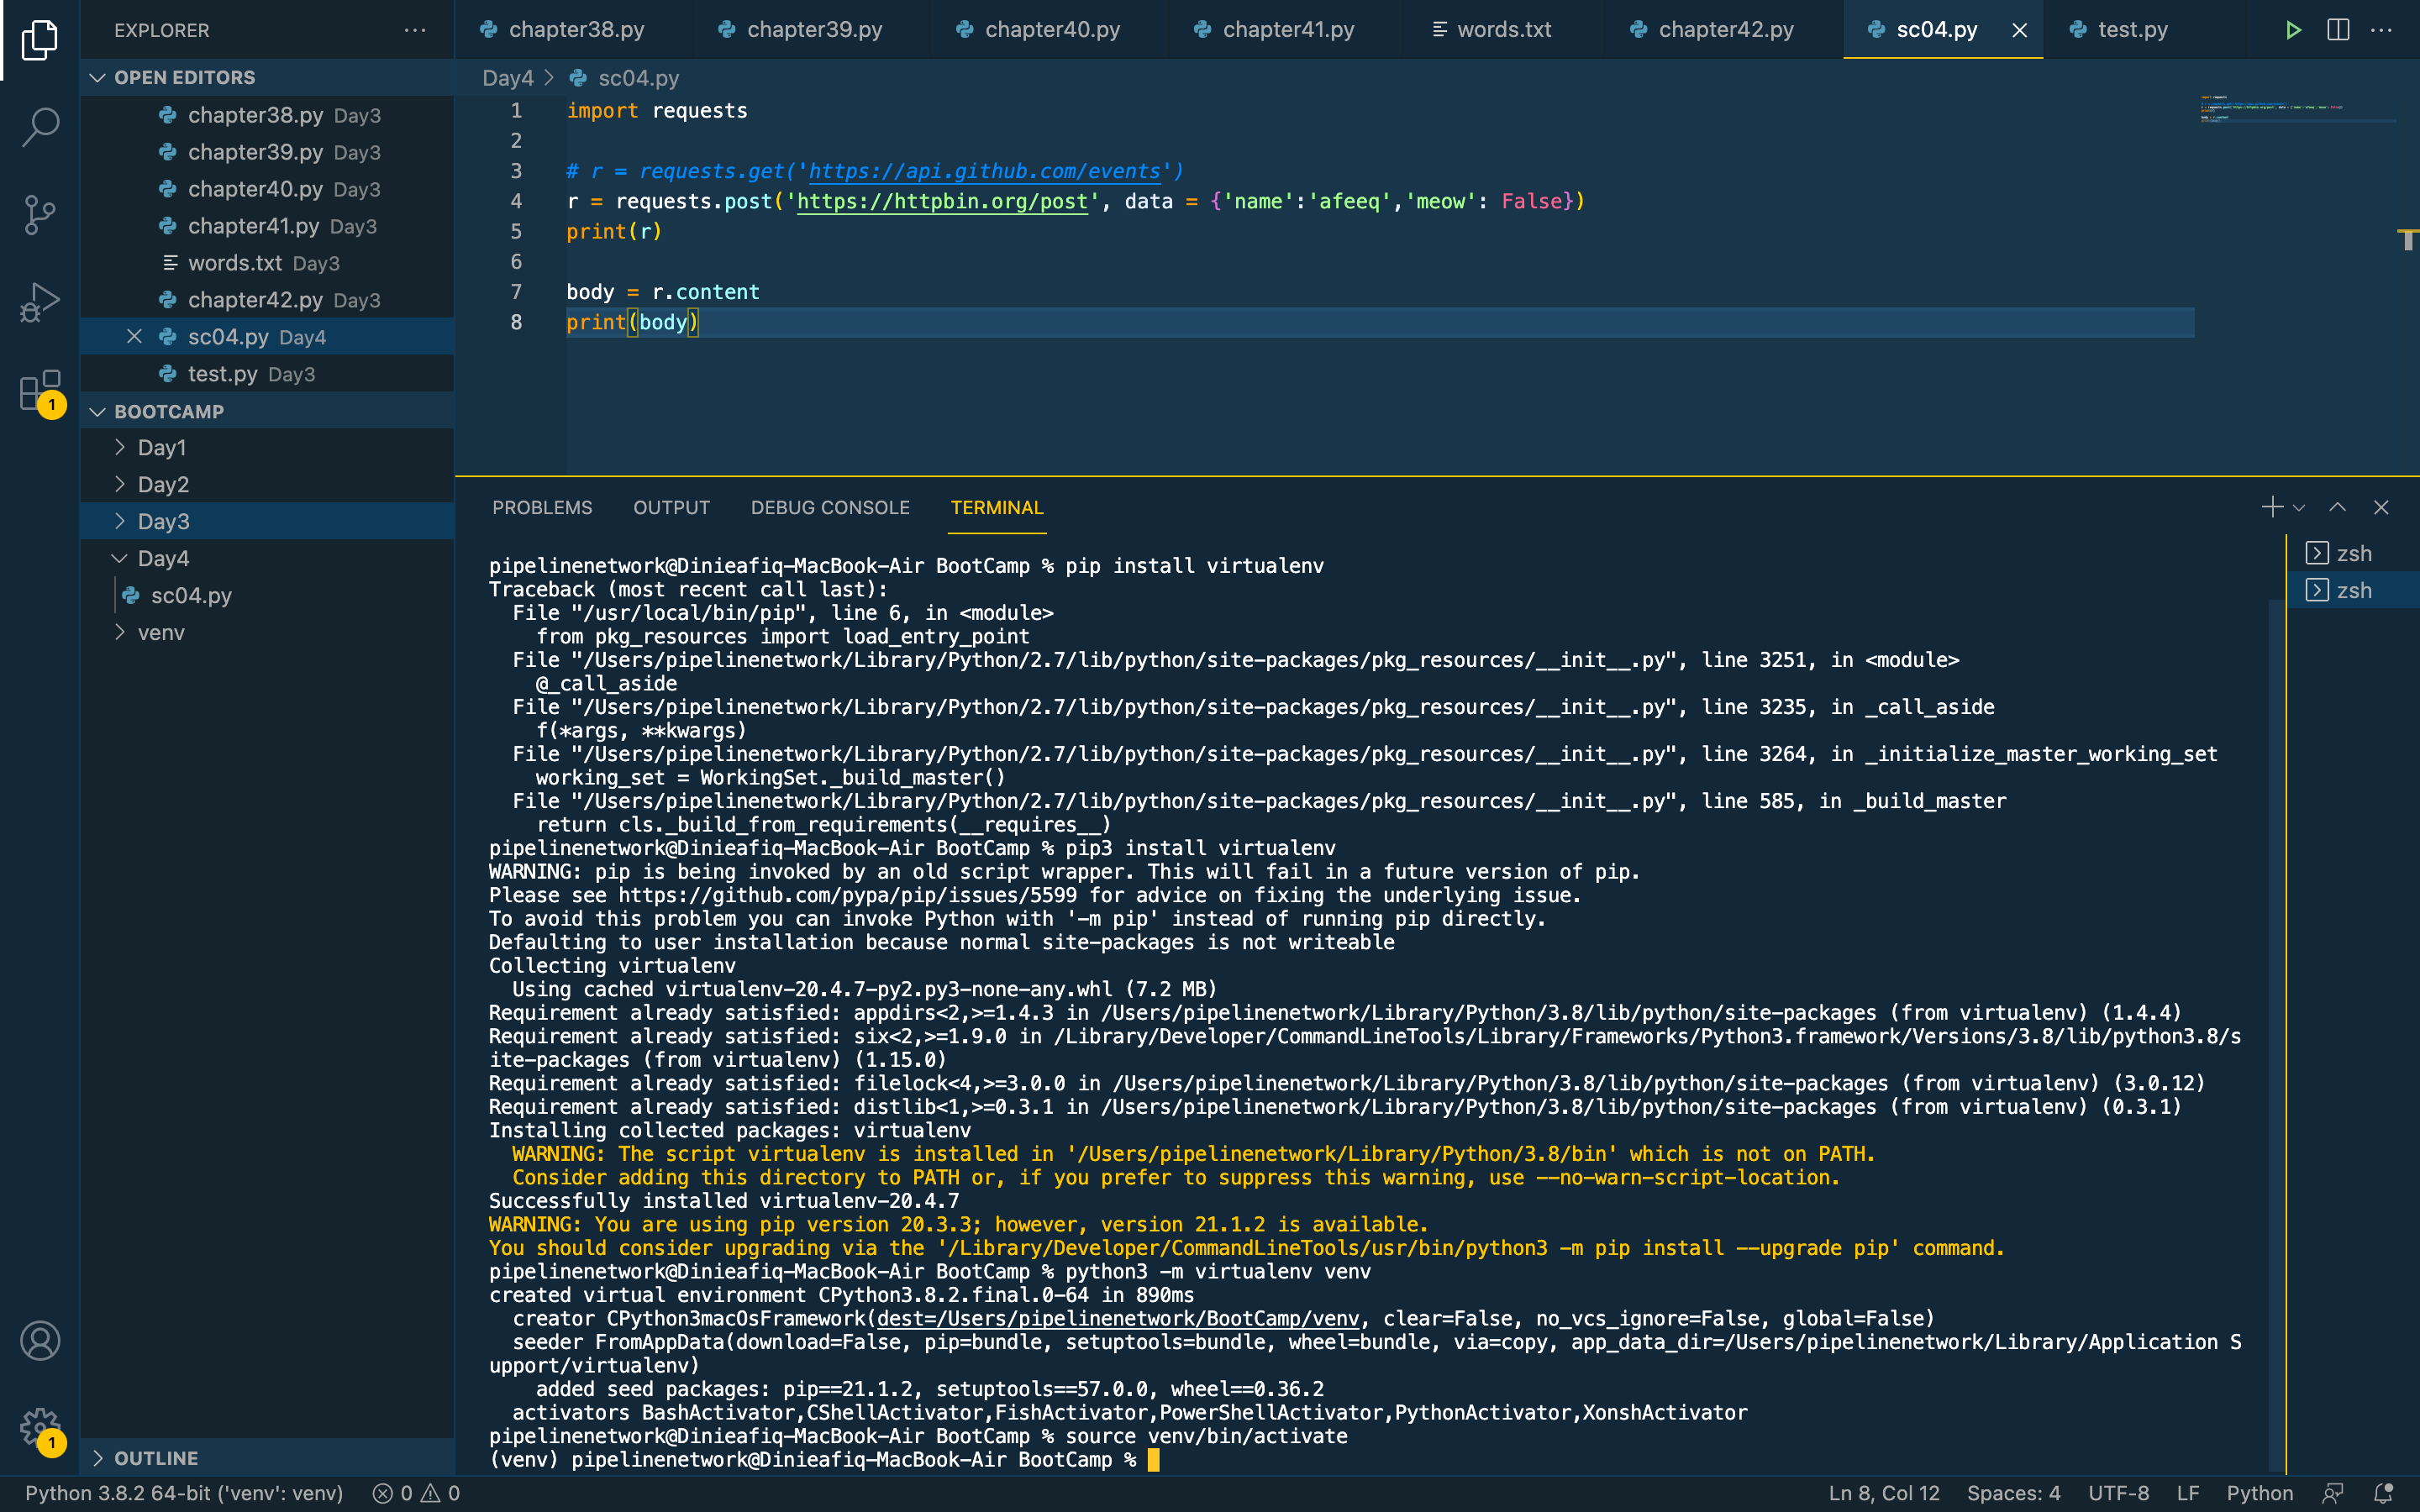 EXPLORER
OPEN EDITORS
chapter38.py Day3
chapter39.py Day3
chapter40.py Day3
chapter41.py Day3
words.txt Day3
chapter42.py Day3
sc04.py Day4
test.py Day3
BOOTCAMP
Day1
Day2
Day3
Day4
sc04.py
venv
OUTLINE
1
1
chapter38.py chapter39.py chapter40.py chapter41.py words.txt chapter42.py sc04.py test.py
Day4 > sc04.py
1 import requests
2
3 # r = requests.get('https://api.github.com/events')
4 r = requests.post('https://httpbin.org/post', data = {'name':'afeeq','meow': False})
5 print(r)
6
7 body = r.content
8 print(body)
PROBLEMS OUTPUT DEBUG CONSOLE TERMINAL
zsh
zsh
pipelinenetwork@Dinieafiq-MacBook-Air BootCamp % pip install virtualenv
Traceback (most recent call last):
  File "/usr/local/bin/pip", line 6, in <module>
    from pkg_resources import load_entry_point
  File "/Users/pipelinenetwork/Library/Python/2.7/lib/python/site-packages/pkg_resources/__init__.py", line 3251, in <module>
    @_call_aside
  File "/Users/pipelinenetwork/Library/Python/2.7/lib/python/site-packages/pkg_resources/__init__.py", line 3235, in _call_aside
    f(*args, **kwargs)
  File "/Users/pipelinenetwork/Library/Python/2.7/lib/python/site-packages/pkg_resources/__init__.py", line 3264, in _initialize_master_working_set
    working_set = WorkingSet._build_master()
  File "/Users/pipelinenetwork/Library/Python/2.7/lib/python/site-packages/pkg_resources/__init__.py", line 585, in _build_master
    return cls._build_from_requirements(__requires__)
pipelinenetwork@Dinieafiq-MacBook-Air BootCamp % pip3 install virtualenv
WARNING: pip is being invoked by an old script wrapper. This will fail in a future version of pip.
Please see https://github.com/pypa/pip/issues/5599 for advice on fixing the underlying issue.
To avoid this problem you can invoke Python with '-m pip' instead of running pip directly.
Defaulting to user installation because normal site-packages is not writeable
Collecting virtualenv
  Using cached virtualenv-20.4.7-py2.py3-none-any.whl (7.2 MB)
Requirement already satisfied: appdirs<2,>=1.4.3 in /Users/pipelinenetwork/Library/Python/3.8/lib/python/site-packages (from virtualenv) (1.4.4)
Requirement already satisfied: six<2,>=1.9.0 in /Library/Developer/CommandLineTools/Library/Frameworks/Python3.framework/Versions/3.8/lib/python3.8/s
ite-packages (from virtualenv) (1.15.0)
Requirement already satisfied: filelock<4,>=3.0.0 in /Users/pipelinenetwork/Library/Python/3.8/lib/python/site-packages (from virtualenv) (3.0.12)
Requirement already satisfied: distlib<1,>=0.3.1 in /Users/pipelinenetwork/Library/Python/3.8/lib/python/site-packages (from virtualenv) (0.3.1)
Installing collected packages: virtualenv
  WARNING: The script virtualenv is installed in '/Users/pipelinenetwork/Library/Python/3.8/bin' which is not on PATH.
  Consider adding this directory to PATH or, if you prefer to suppress this warning, use --no-warn-script-location.
Successfully installed virtualenv-20.4.7
WARNING: You are using pip version 20.3.3; however, version 21.1.2 is available.
You should consider upgrading via the '/Library/Developer/CommandLineTools/usr/bin/python3 -m pip install --upgrade pip' command.
pipelinenetwork@Dinieafiq-MacBook-Air BootCamp % python3 -m virtualenv venv
created virtual environment CPython3.8.2.final.0-64 in 890ms
  creator CPython3macOsFramework(dest=/Users/pipelinenetwork/BootCamp/venv, clear=False, no_vcs_ignore=False, global=False)
  seeder FromAppData(download=False, pip=bundle, setuptools=bundle, wheel=bundle, via=copy, app_data_dir=/Users/pipelinenetwork/Library/Application S
upport/virtualenv)
    added seed packages: pip==21.1.2, setuptools==57.0.0, wheel==0.36.2
  activators BashActivator,CShellActivator,FishActivator,PowerShellActivator,PythonActivator,XonshActivator
pipelinenetwork@Dinieafiq-MacBook-Air BootCamp % source venv/bin/activate
(venv) pipelinenetwork@Dinieafiq-MacBook-Air BootCamp %
Python 3.8.2 64-bit ('venv': venv) 0 0 Ln 8, Col 12 Spaces: 4 UTF-8 LF Python